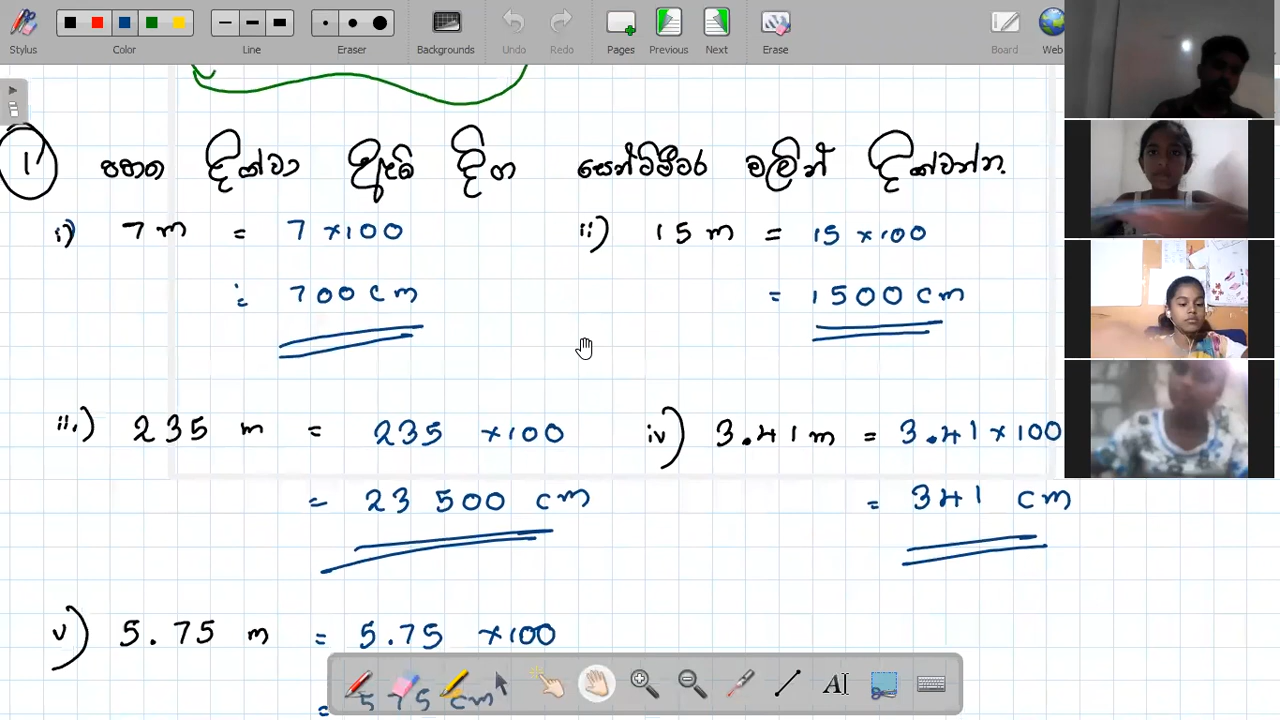 Stylus Color Line Eraser Backgrounds Undo Redo Pages Previous Next Erase Board Web
1 පහත දක්වා ඇති දිග සෙන්ටිමීටර වලින් දක්වන්න.
i) 7 m = 7 ×100
= 700 cm
ii) 15 m = 15 ×100
= 1500 cm
iii) 235 m = 235 ×100
= 23 500 cm
iv) 3.41 m = 3.41 × 100
= 341 cm
v) 5.75 m = 5.75 ×100
= 575 cm